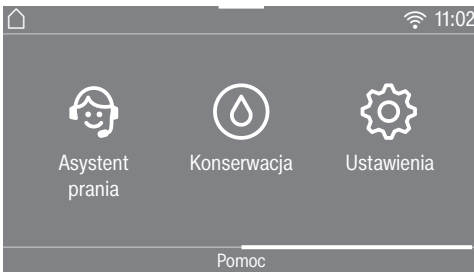 11:02
Asystent
prania
Konserwacja
Ustawienia
Pomoc